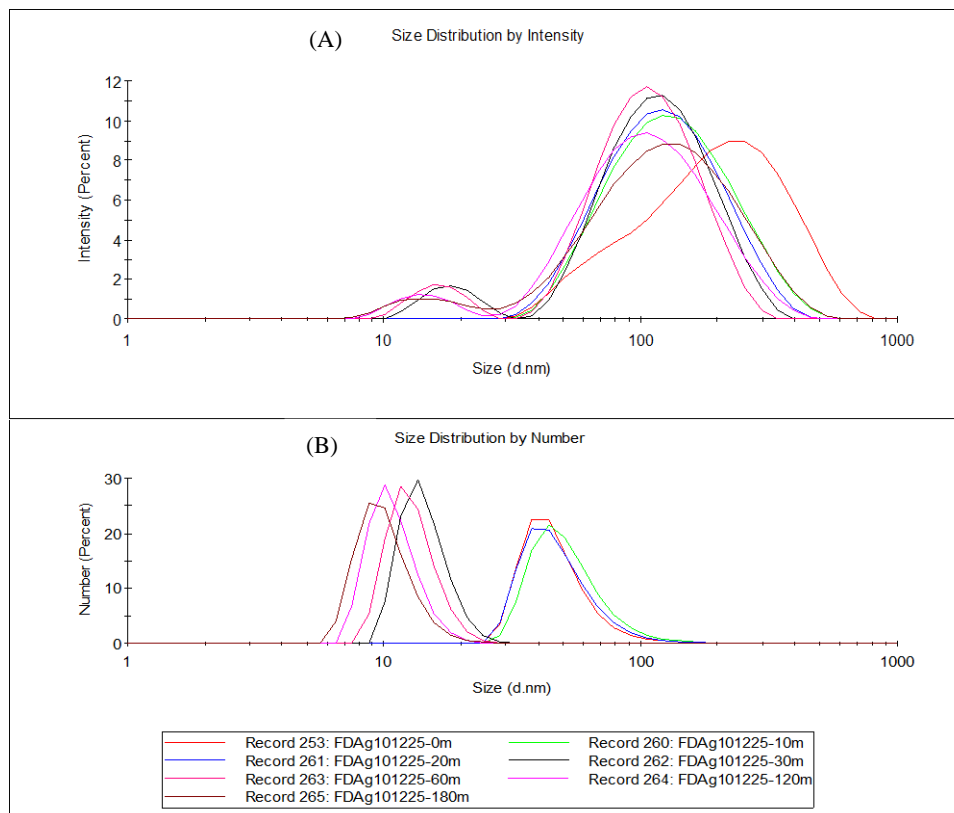 (A)
Size Distribution by Intensity
Intensity (Percent)
12
10
8
6
4
2
0
1 10 100 1000
Size (d.nm)
(B)
Size Distribution by Number
Number (Percent)
30
20
10
0
1 10 100 1000
Size (d.nm)
Record 253: FDAg101225-0m Record 260: FDAg101225-10m
Record 261: FDAg101225-20m Record 262: FDAg101225-30m
Record 263: FDAg101225-60m Record 264: FDAg101225-120m
Record 265: FDAg101225-180m